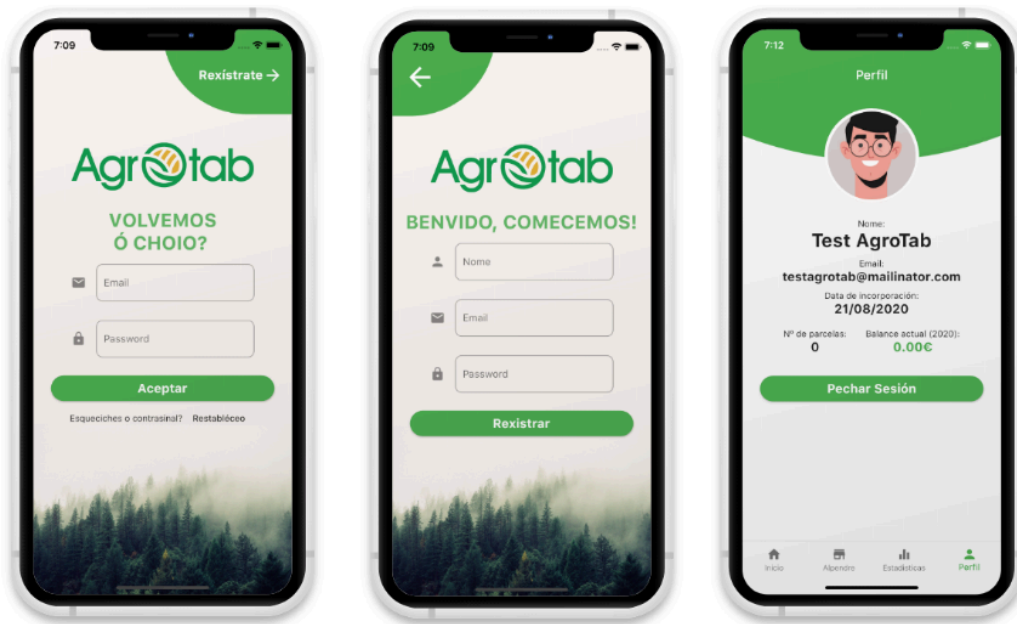 7:09
Rexístrate →
Agrotab
VOLVEMOS
Ó CHOIO?
Email
Password
Aceptar
Esqueciches o contrasinal? Restabléceo
7:09
Agrotab
BENVIDO, COMECEMOS!
Nome
Email
Password
Rexistrar
7:12
Perfil
Nome:
Test AgroTab
Email:
testagrotab@mailinator.com
Data de incorporación:
21/08/2020
Nº de parcelas: Balance actual (2020):
0 0.00€
Pechar Sesión
Inicio Alpendre Estadísticas Perfil